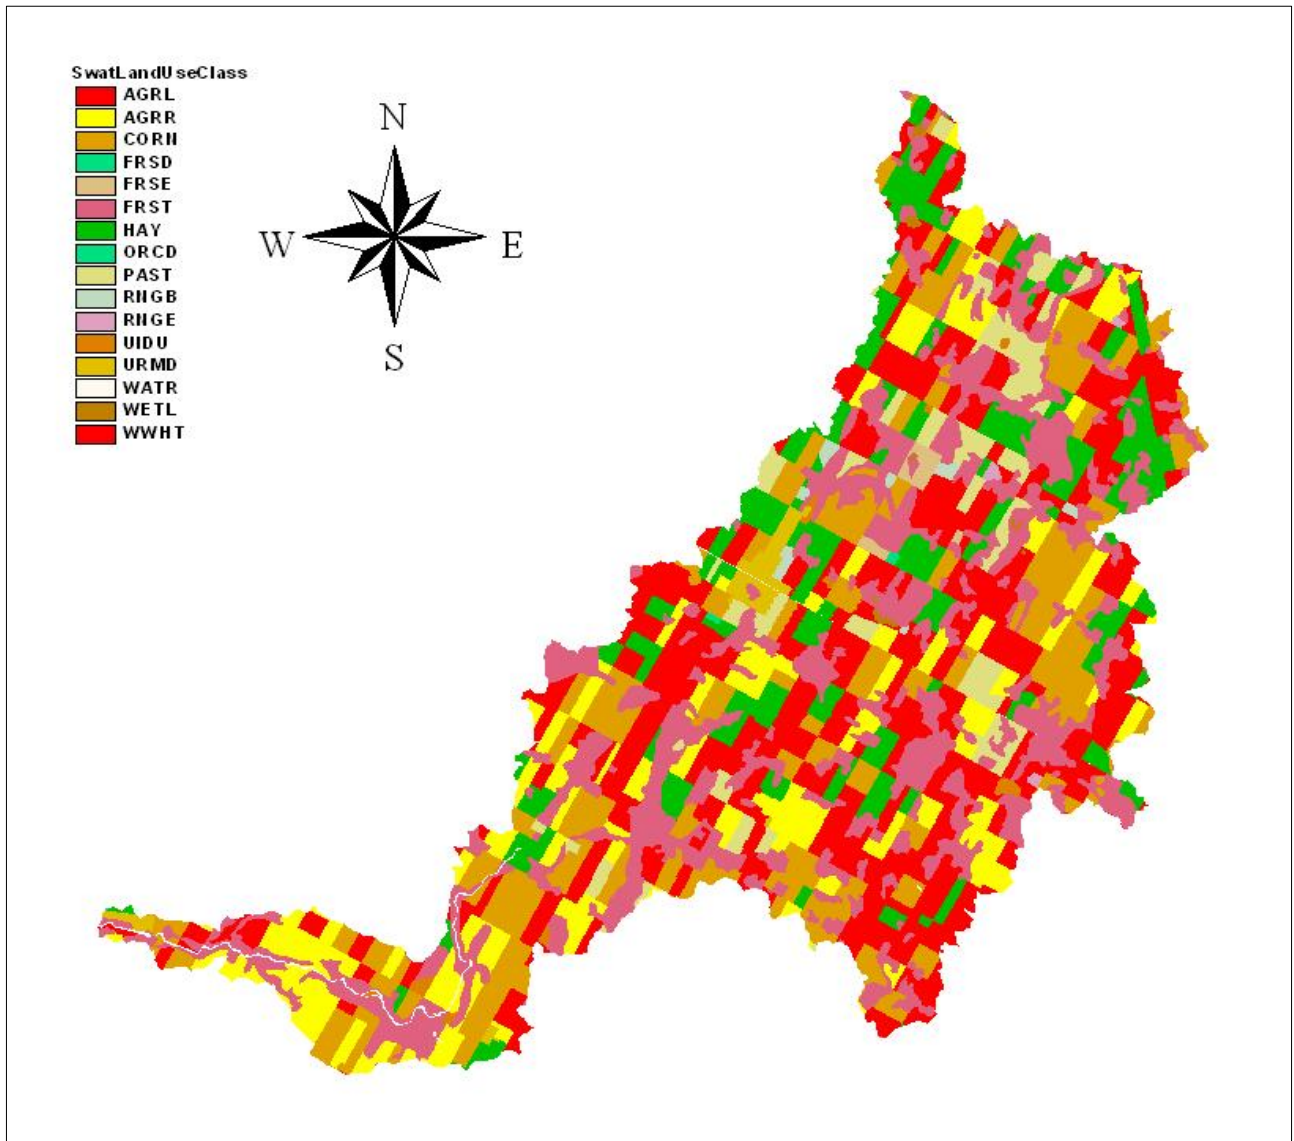 SwatLandUseClass
AGRL
AGRR
CORN
FRSD
FRSE
FRST
HAY
ORCD
PAST
RNGB
RNGE
UIDU
URMD
WATR
WETL
WWHT
N
W
E
S